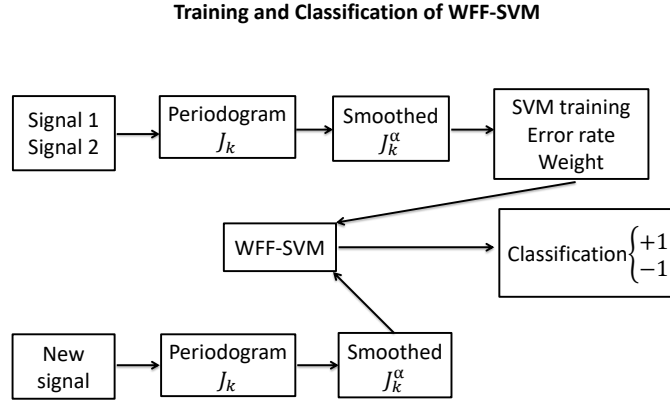 Training and Classification of WFF-SVM
Signal 1
Signal 2
Periodogram
J_k
Smoothed
J_k^α
SVM training
Error rate
Weight
WFF-SVM
Classification {+1
−1
New
signal
Periodogram
J_k
Smoothed
J_k^α